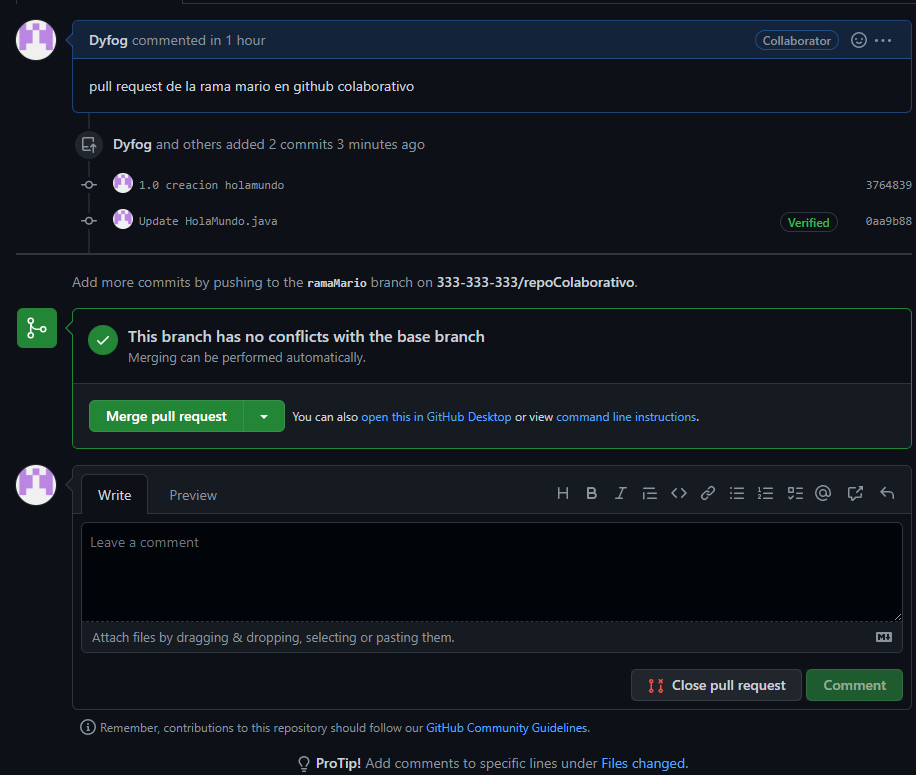 Dyfog commented in 1 hour Collaborator
pull request de la rama mario en github colaborativo
Dyfog and others added 2 commits 3 minutes ago
1.0 creacion holamundo 3764839
Update HolaMundo.java Verified 0aa9b88
Add more commits by pushing to the ramaMario branch on 333-333-333/repoColaborativo.
This branch has no conflicts with the base branch
Merging can be performed automatically.
Merge pull request You can also open this in GitHub Desktop or view command line instructions.
Write Preview
Leave a comment
Attach files by dragging & dropping, selecting or pasting them.
Close pull request Comment
Remember, contributions to this repository should follow our GitHub Community Guidelines.
ProTip! Add comments to specific lines under Files changed.